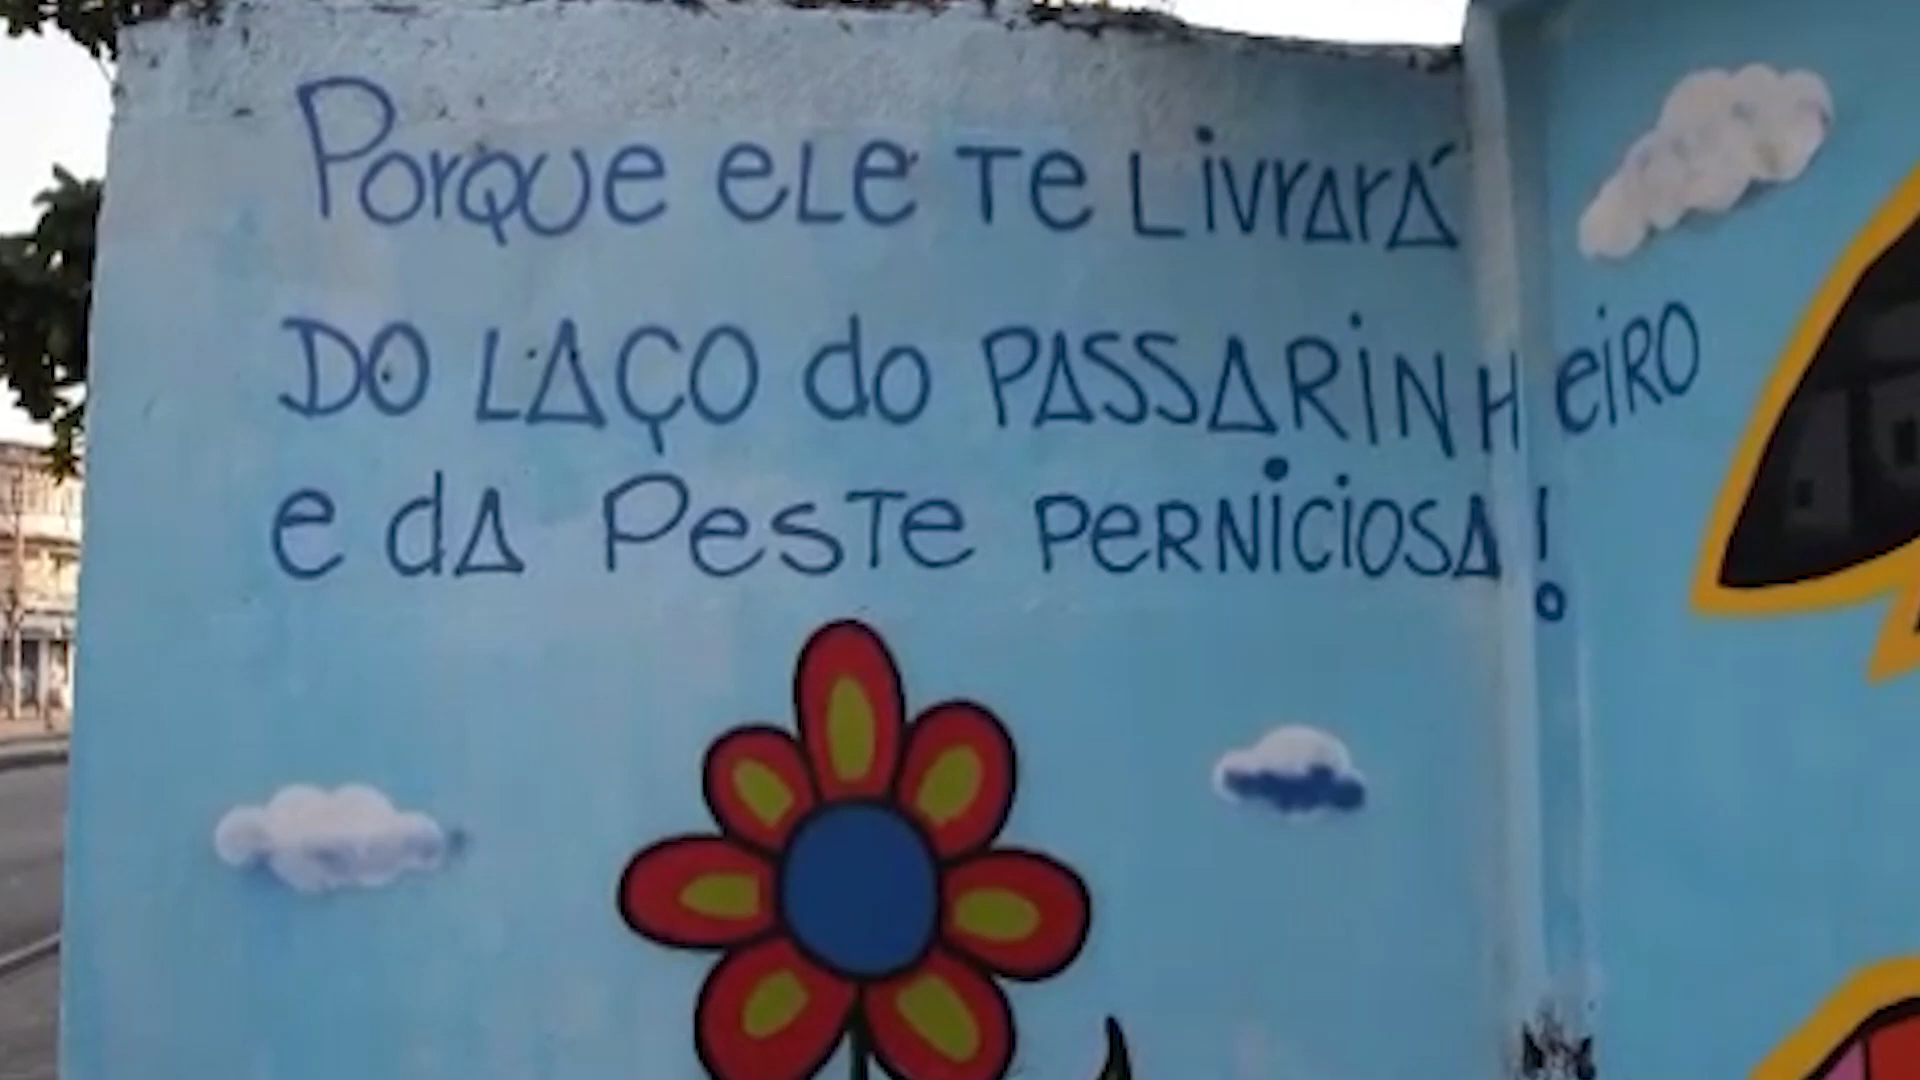 Porque ele Te Livrará
DO LAÇO do PASSARiNHeiRO
e dA PesTe PeRNiCiOSA!